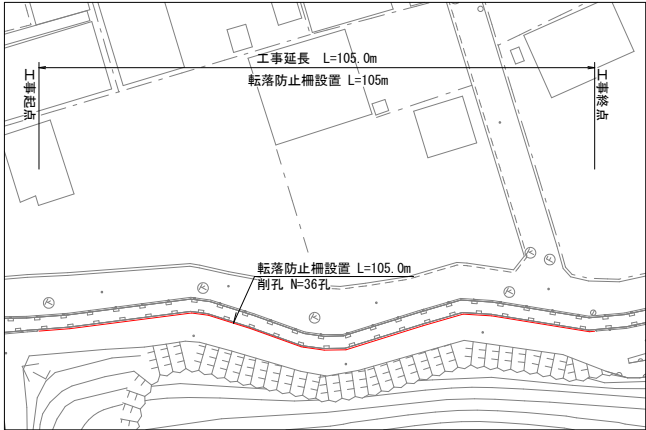 工事延長 L=105.0m
転落防止柵設置 L=105m
工事起点
工事終点
転落防止柵設置 L=105.0m
削孔 N=36孔